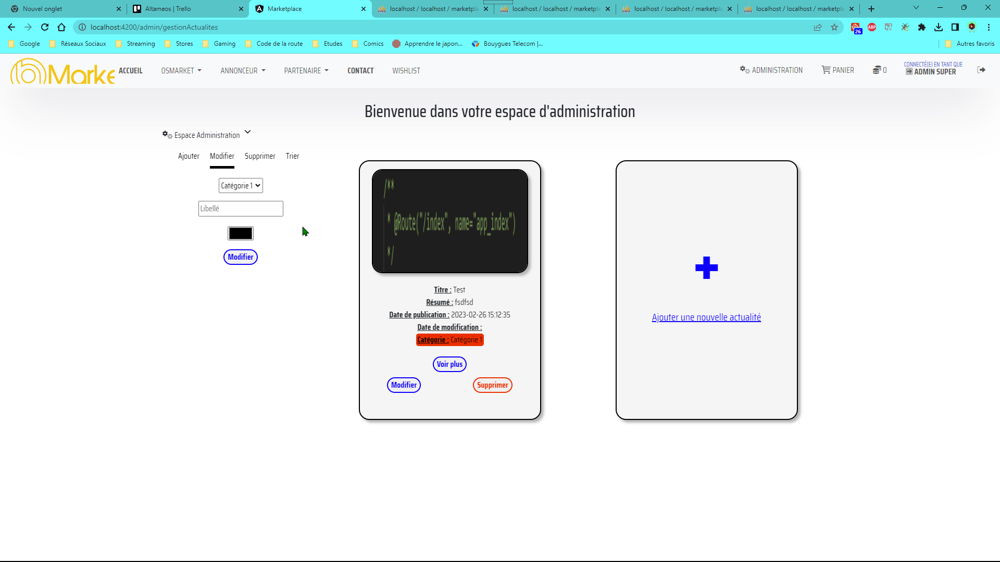 Nouvel onglet
Altameos | Trello
Marketplace
localhost / localhost / marketpla
localhost / localhost / marketpla
localhost / localhost / marketpla
localhost / localhost / marketpla
localhost:4200/admin/gestionActualites
ABP
26
Google
Réseaux Sociaux
Streaming
Stores
Gaming
Code de la route
Etudes
Comics
Apprendre le japon...
Bouygues Telecom |...
Autres favoris
Marke
ACCUEIL
OSMARKET
ANNONCEUR
PARTENAIRE
CONTACT
WISHLIST
ADMINISTRATION
PANIER
0
CONNECTÉ(E) EN TANT QUE
ADMIN SUPER
Bienvenue dans votre espace d'administration
Espace Administration
Ajouter
Modifier
Supprimer
Trier
Catégorie 1
Libellé
Modifier
/**
* @Route("/index", name="app_index")
*/
Titre : Test
Résumé : fsdfsd
Date de publication : 2023-02-26 15:12:35
Date de modification :
Catégorie : Catégorie 1
Voir plus
Modifier
Supprimer
Ajouter une nouvelle actualité